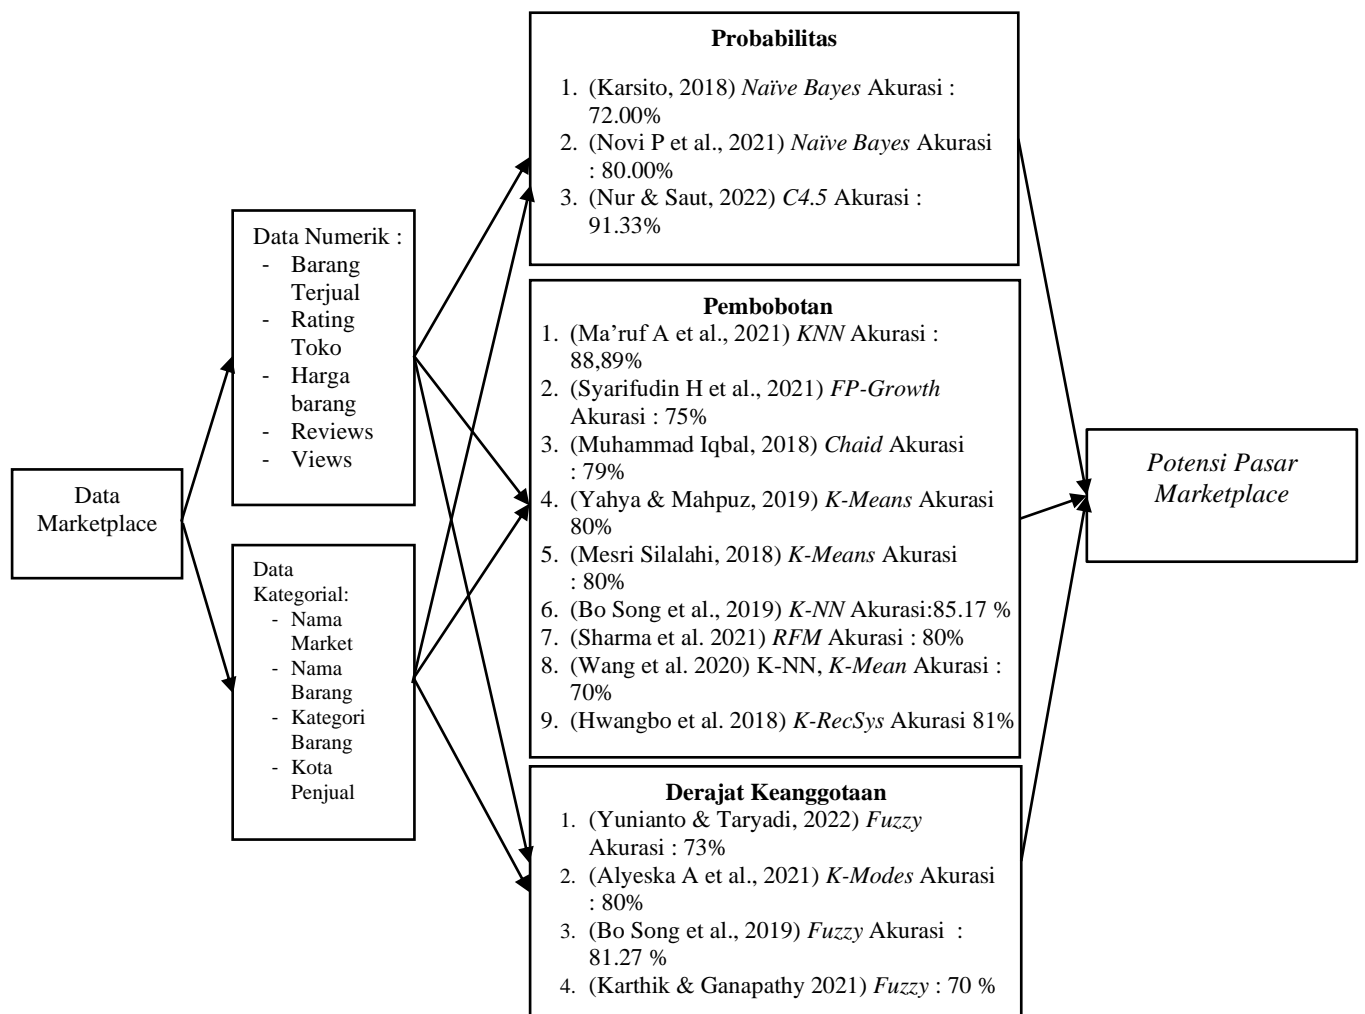 Data
Marketplace
Data Numerik :
- Barang
Terjual
- Rating
Toko
- Harga
barang
- Reviews
- Views
Data
Kategorial:
- Nama
Market
- Nama
Barang
- Kategori
Barang
- Kota
Penjual
Probabilitas
1. (Karsito, 2018) Naïve Bayes Akurasi :
72.00%
2. (Novi P et al., 2021) Naïve Bayes Akurasi
: 80.00%
3. (Nur & Saut, 2022) C4.5 Akurasi :
91.33%
Pembobotan
1. (Ma’ruf A et al., 2021) KNN Akurasi :
88,89%
2. (Syarifudin H et al., 2021) FP-Growth
Akurasi : 75%
3. (Muhammad Iqbal, 2018) Chaid Akurasi
: 79%
4. (Yahya & Mahpuz, 2019) K-Means Akurasi
80%
5. (Mesri Silalahi, 2018) K-Means Akurasi
: 80%
6. (Bo Song et al., 2019) K-NN Akurasi:85.17 %
7. (Sharma et al. 2021) RFM Akurasi : 80%
8. (Wang et al. 2020) K-NN, K-Mean Akurasi :
70%
9. (Hwangbo et al. 2018) K-RecSys Akurasi 81%
Derajat Keanggotaan
1. (Yunianto & Taryadi, 2022) Fuzzy
Akurasi : 73%
2. (Alyeska A et al., 2021) K-Modes Akurasi
: 80%
3. (Bo Song et al., 2019) Fuzzy Akurasi :
81.27 %
4. (Karthik & Ganapathy 2021) Fuzzy : 70 %
Potensi Pasar
Marketplace